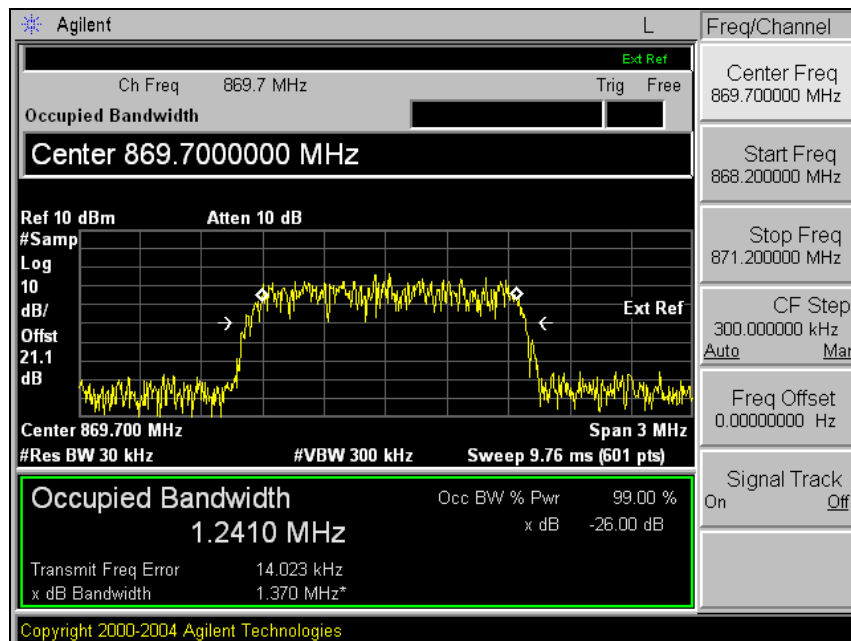 Agilent L Freq/Channel
Ext Ref
Ch Freq 869.7 MHz Trig Free
Occupied Bandwidth
Center 869.7000000 MHz
Ref 10 dBm Atten 10 dB
#Samp
Log
10
dB/
Offst
21.1
dB
Ext Ref
Center 869.700 MHz Span 3 MHz
#Res BW 30 kHz #VBW 300 kHz Sweep 9.76 ms (601 pts)
Occupied Bandwidth
1.2410 MHz
Occ BW % Pwr 99.00 %
x dB -26.00 dB
Transmit Freq Error 14.023 kHz
x dB Bandwidth 1.370 MHz*
Copyright 2000-2004 Agilent Technologies
Center Freq
869.700000 MHz
Start Freq
868.200000 MHz
Stop Freq
871.200000 MHz
CF Step
300.000000 kHz
Auto Man
Freq Offset
0.00000000 Hz
Signal Track
On Off